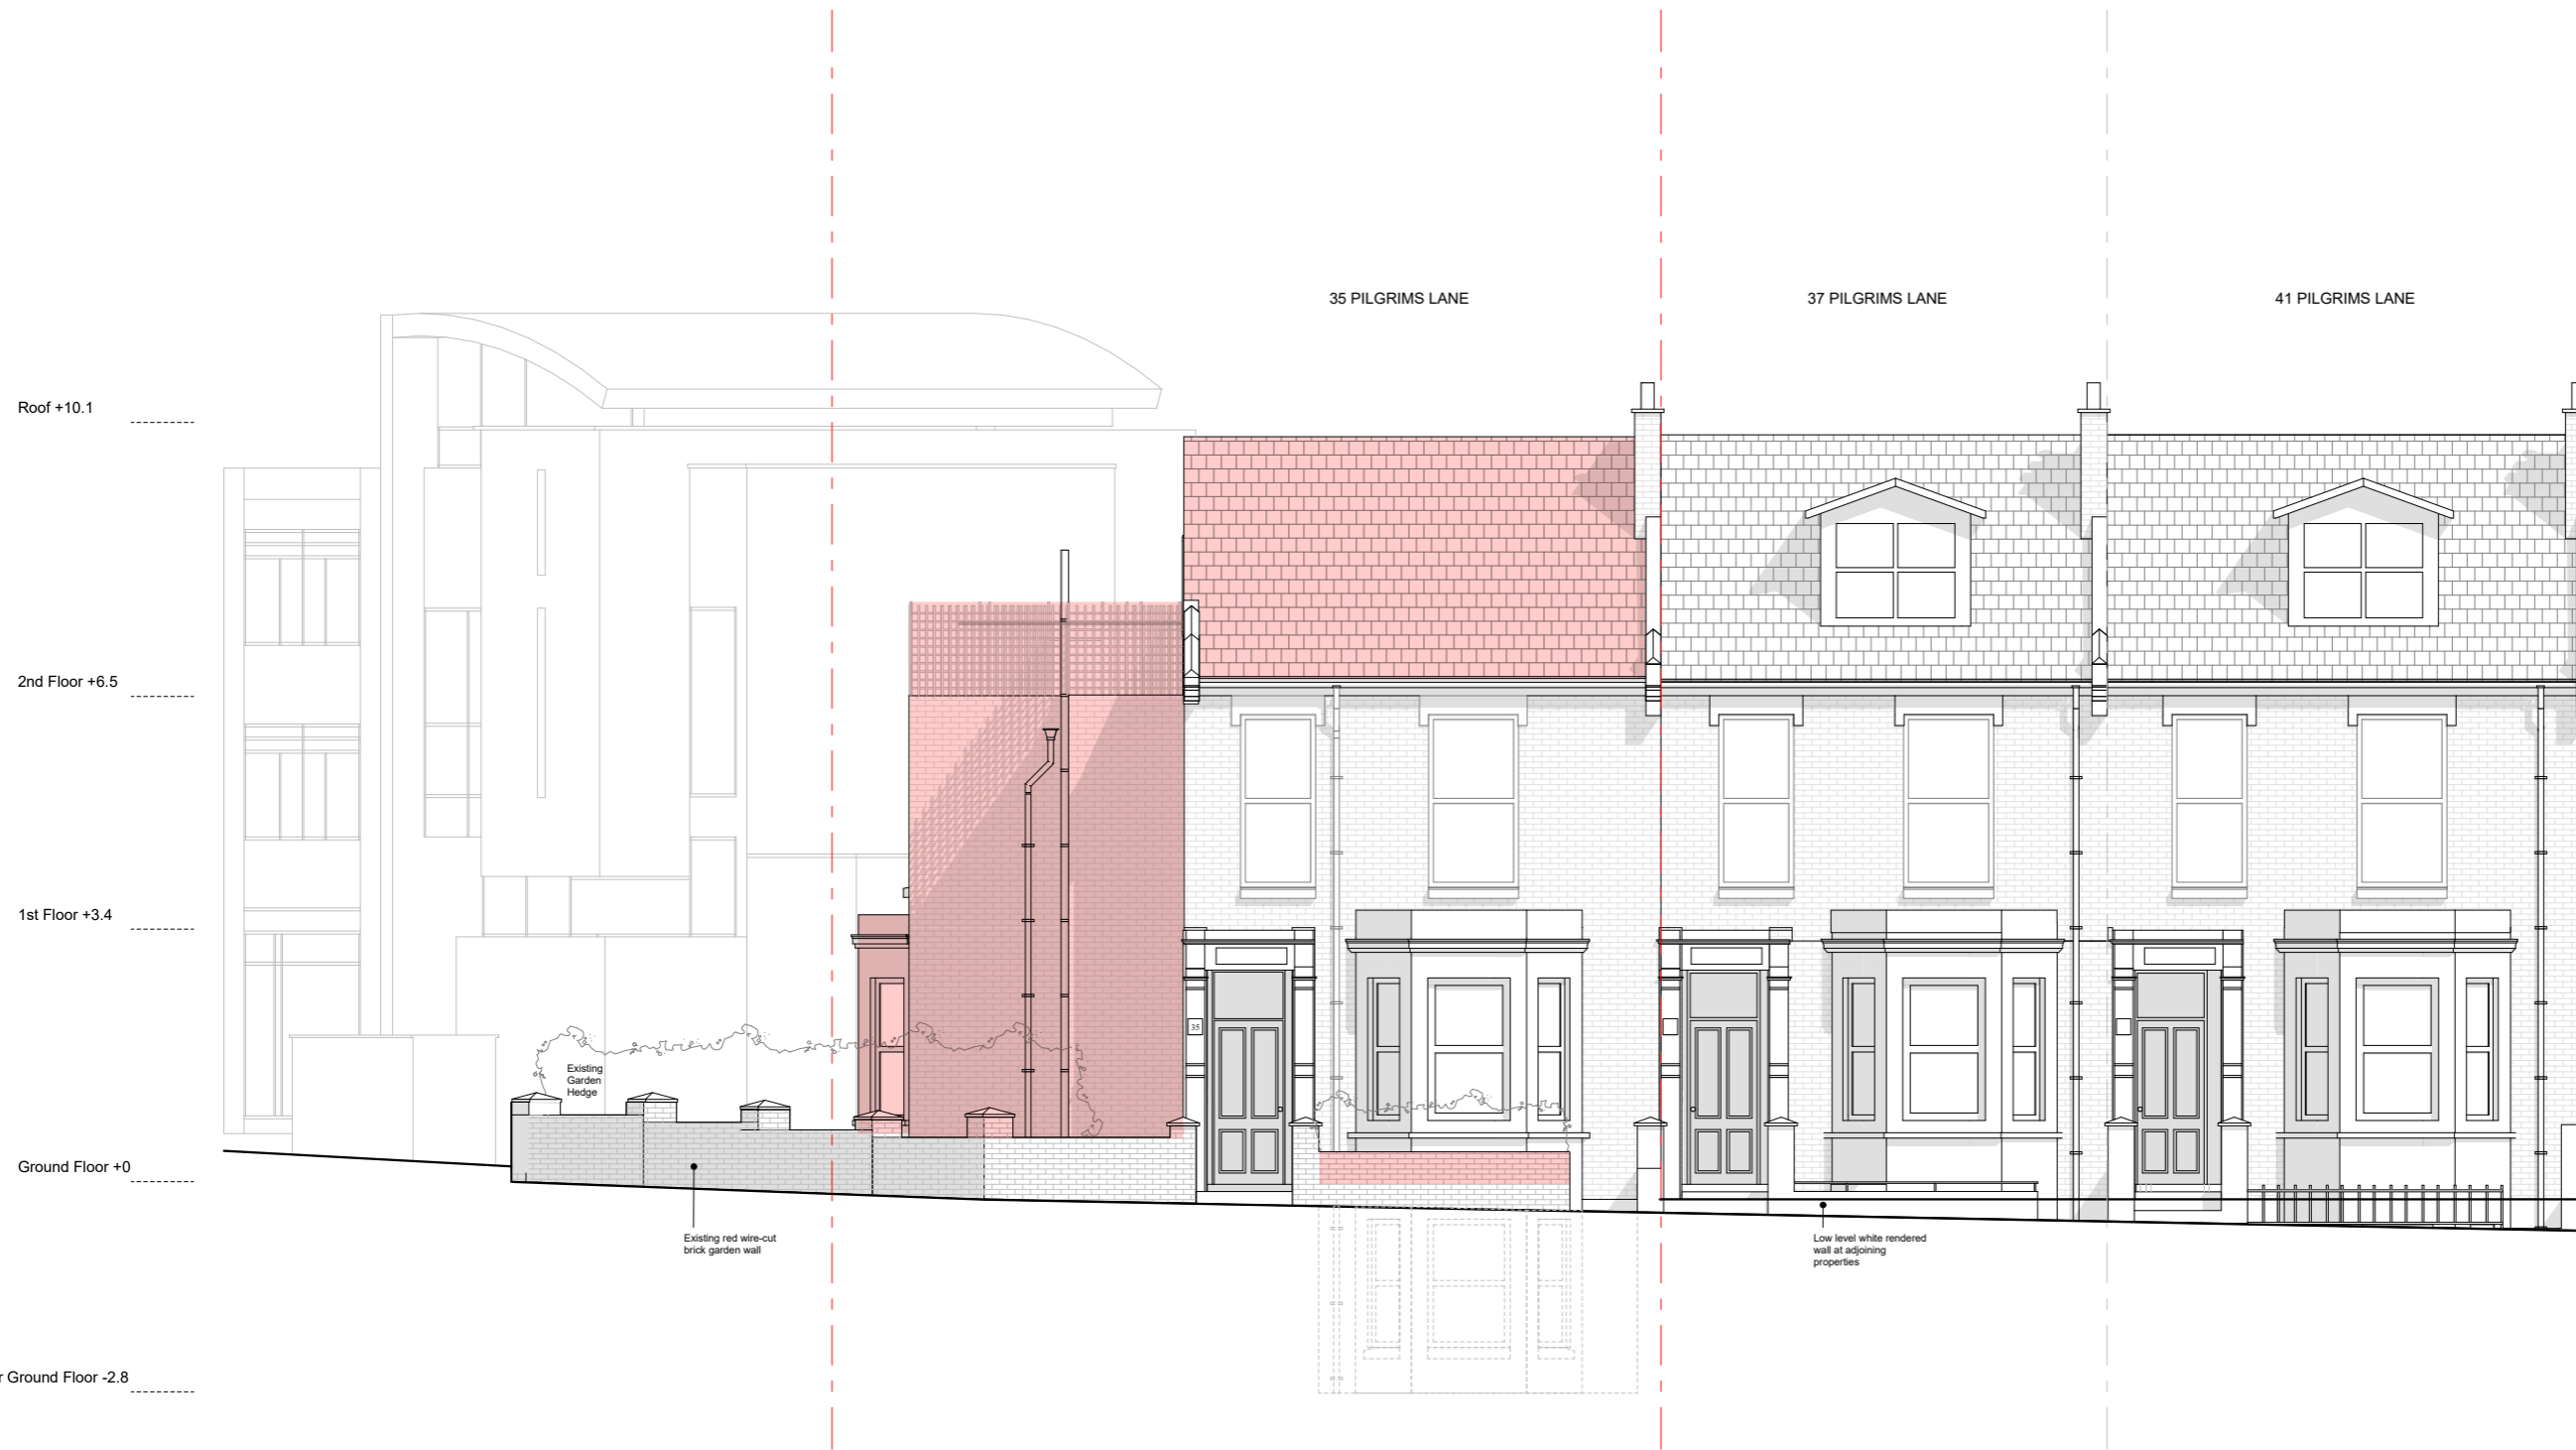 35 PILGRIMS LANE
37 PILGRIMS LANE
41 PILGRIMS LANE
Roof +10.1
2nd Floor +6.5
1st Floor +3.4
35
Existing
Garden
Hedge
Ground Floor +0
Existing red wire-cut
brick garden wall
Low level white rendered
wall at adjoining
properties
r Ground Floor -2.8